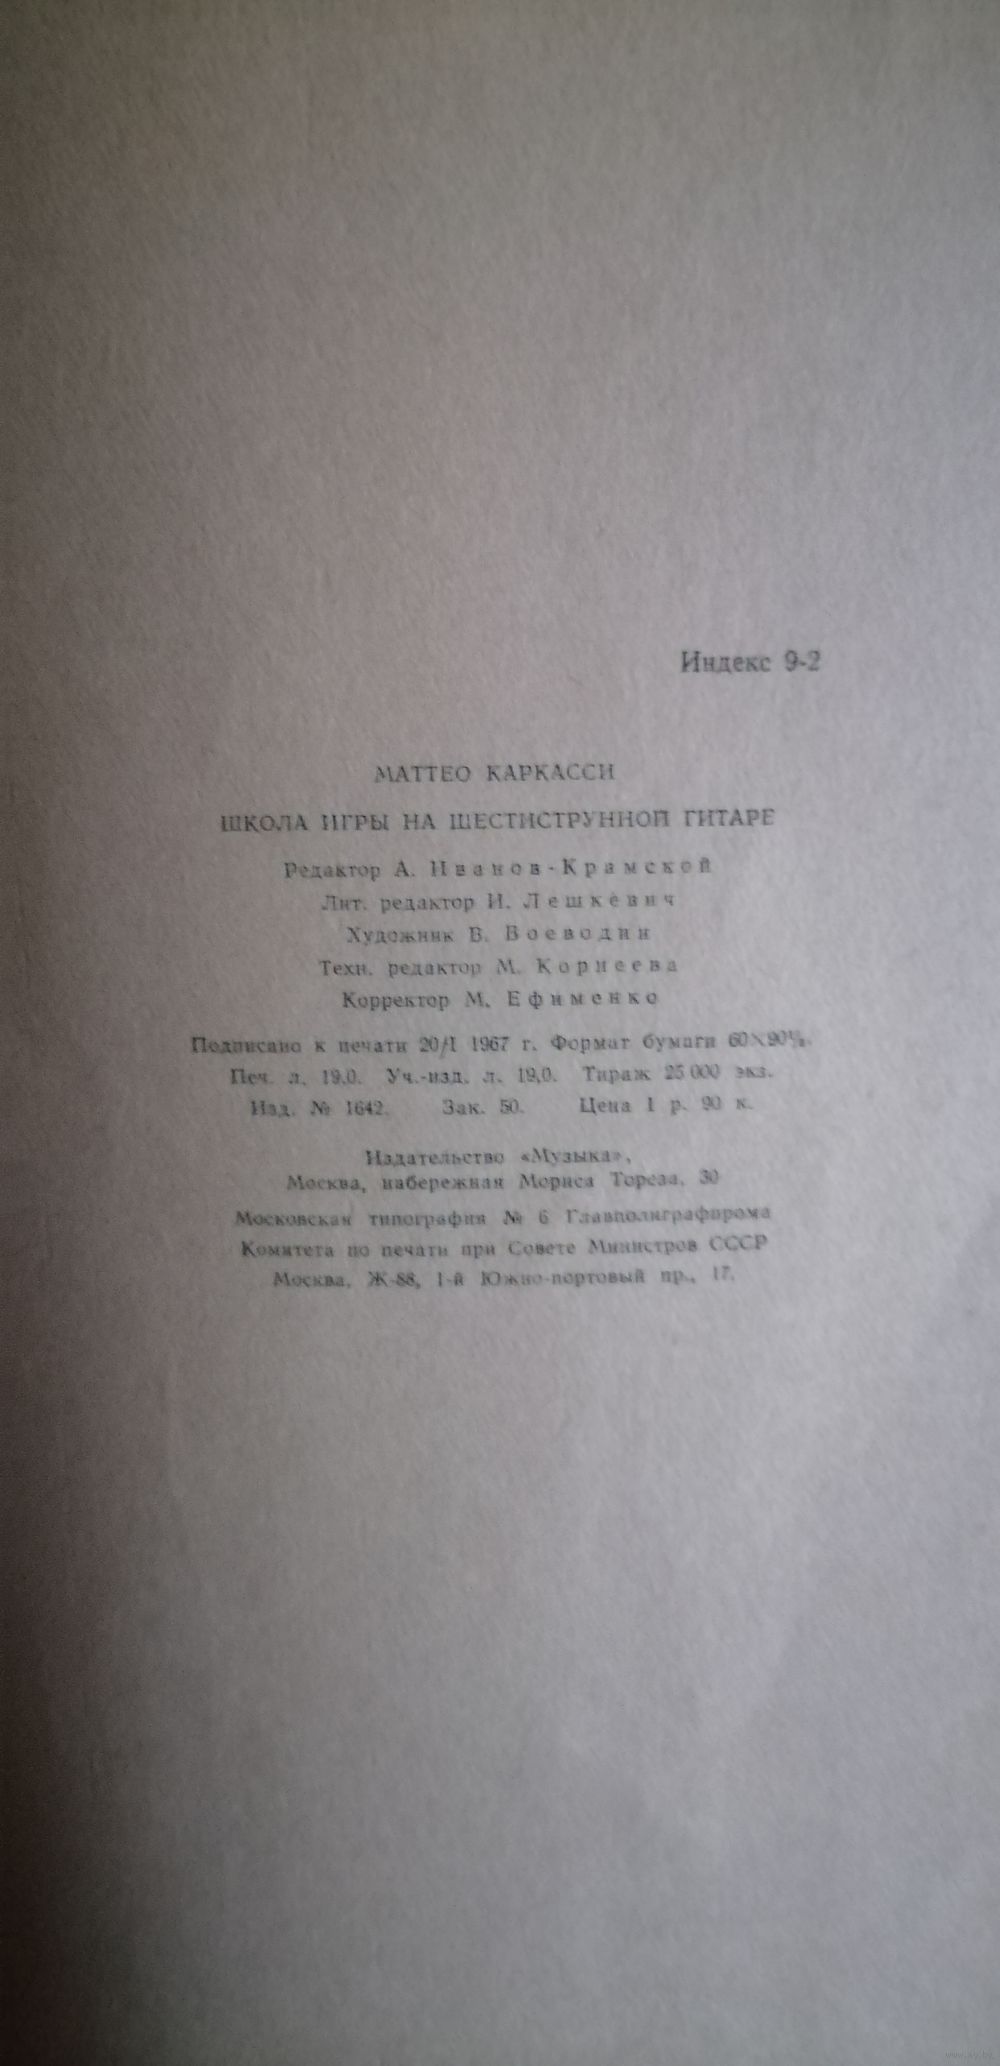 Индекс 9-2
МАТТЕО КАРКАССИ
ШКОЛА ИГРЫ НА ШЕСТИСТРУННОЙ ГИТАРЕ
Редактор А. Иванов-Крамской
Лит. редактор И. Лешкевич
Художник В. Воеводин
Техн. редактор М. Корнеева
Корректор М. Ефименко
Подписано к печати 20/I 1967 г. Формат бумаги
Печ. л. 19,0. Уч.-изд. л. 19,0. Тираж 25 000 экз.
Изд. № 1642. Зак. 50. Цена 1 р. 90 к.
Издательство «Музыка»,
Москва, набережная Мориса Тореза, 30
Московская типография № 6 Главполиграфпрома
Комитета по печати при Совете Министров СССР
Москва, Ж-88, 1-й Южно-портовый пр., 17.